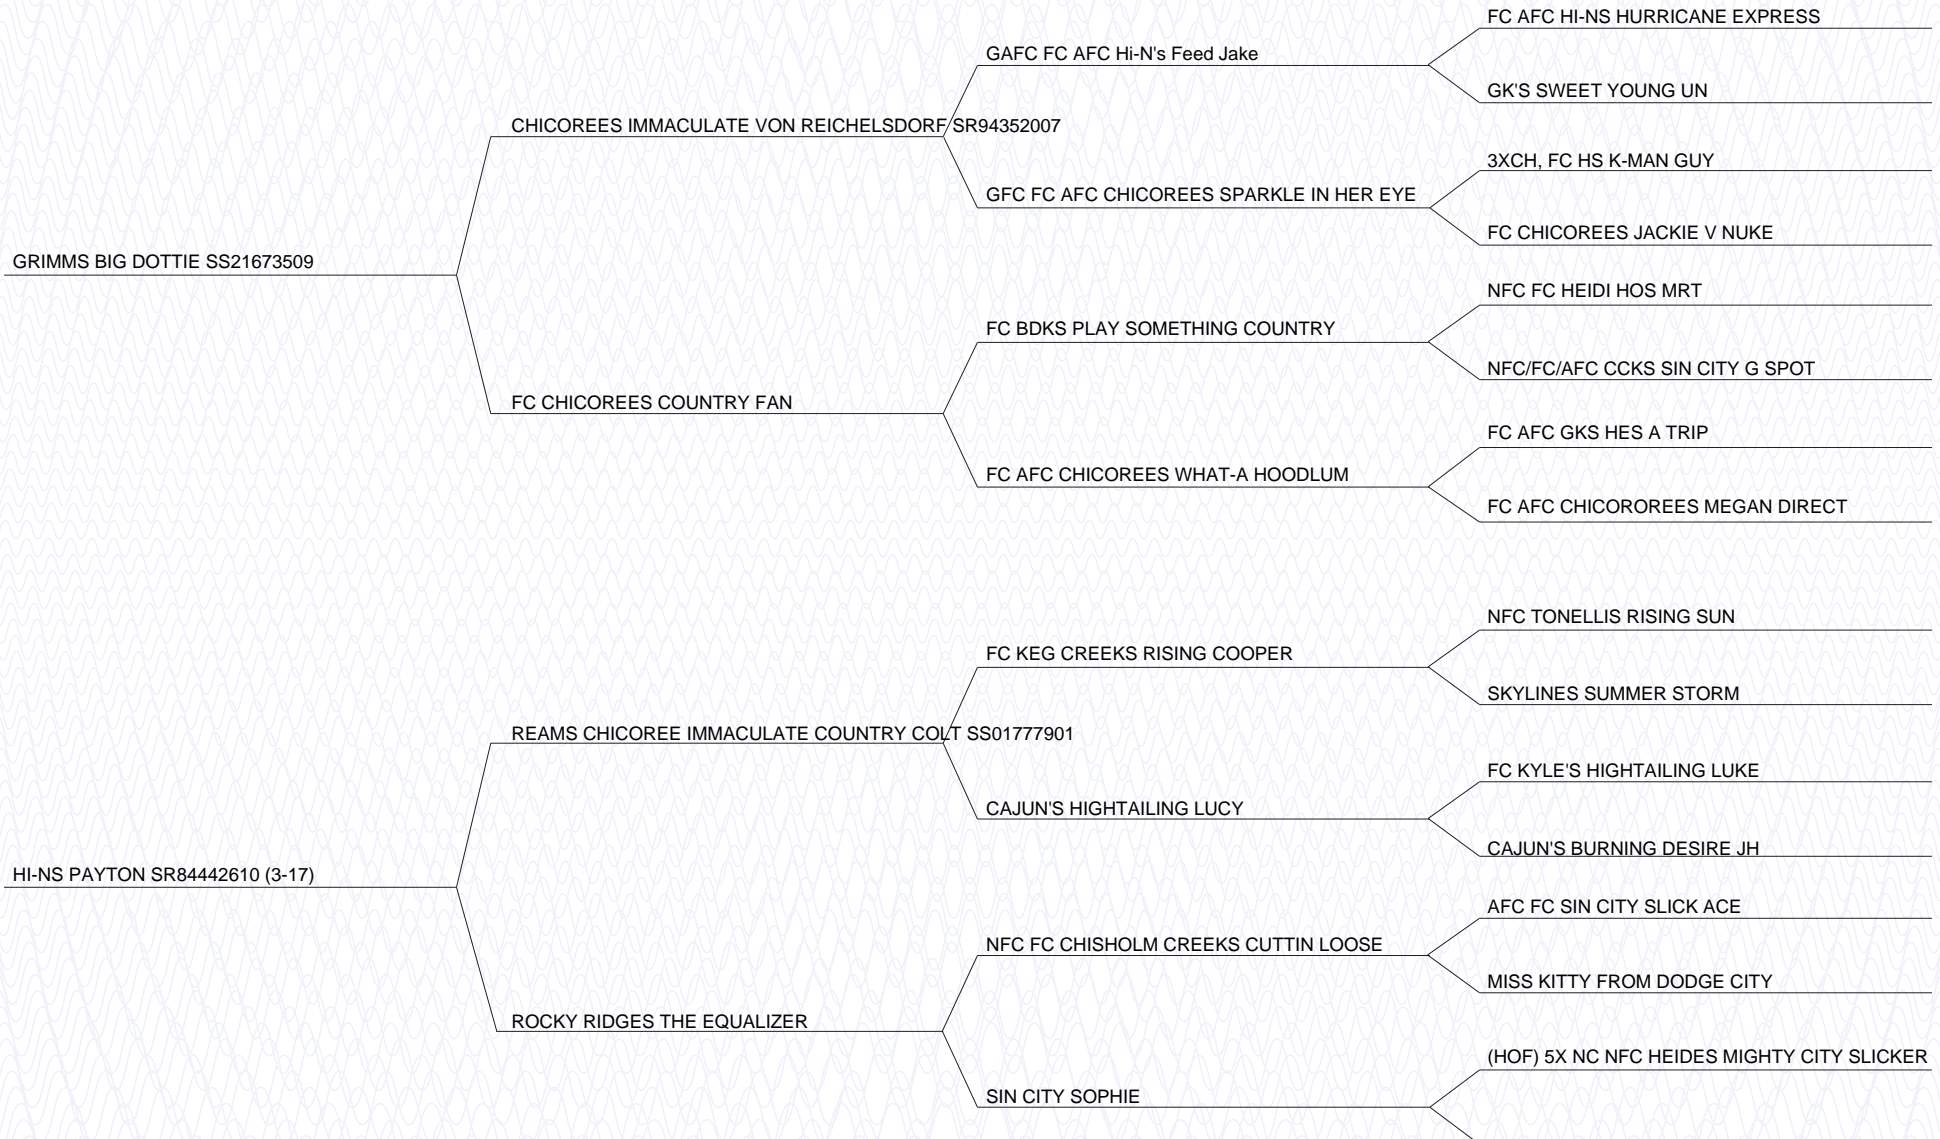 FC AFC HI-NS HURRICANE EXPRESS
GAFC FC AFC Hi-N's Feed Jake
GK'S SWEET YOUNG UN
CHICOREES IMMACULATE VON REICHELSDORF SR94352007
3XCH, FC HS K-MAN GUY
GFC FC AFC CHICOREES SPARKLE IN HER EYE
FC CHICOREES JACKIE V NUKE
GRIMMS BIG DOTTIE SS21673509
NFC FC HEIDI HOS MRT
FC BDKS PLAY SOMETHING COUNTRY
NFC/FC/AFC CCKS SIN CITY G SPOT
FC CHICOREES COUNTRY FAN
FC AFC GKS HES A TRIP
FC AFC CHICOREES WHAT-A HOODLUM
FC AFC CHICOROREES MEGAN DIRECT
NFC TONELLIS RISING SUN
FC KEG CREEKS RISING COOPER
SKYLINES SUMMER STORM
REAMS CHICOREE IMMACULATE COUNTRY COLT SS01777901
FC KYLE'S HIGHTAILING LUKE
CAJUN'S HIGHTAILING LUCY
CAJUN'S BURNING DESIRE JH
HI-NS PAYTON SR84442610 (3-17)
AFC FC SIN CITY SLICK ACE
NFC FC CHISHOLM CREEKS CUTTIN LOOSE
MISS KITTY FROM DODGE CITY
ROCKY RIDGES THE EQUALIZER
(HOF) 5X NC NFC HEIDES MIGHTY CITY SLICKER
SIN CITY SOPHIE